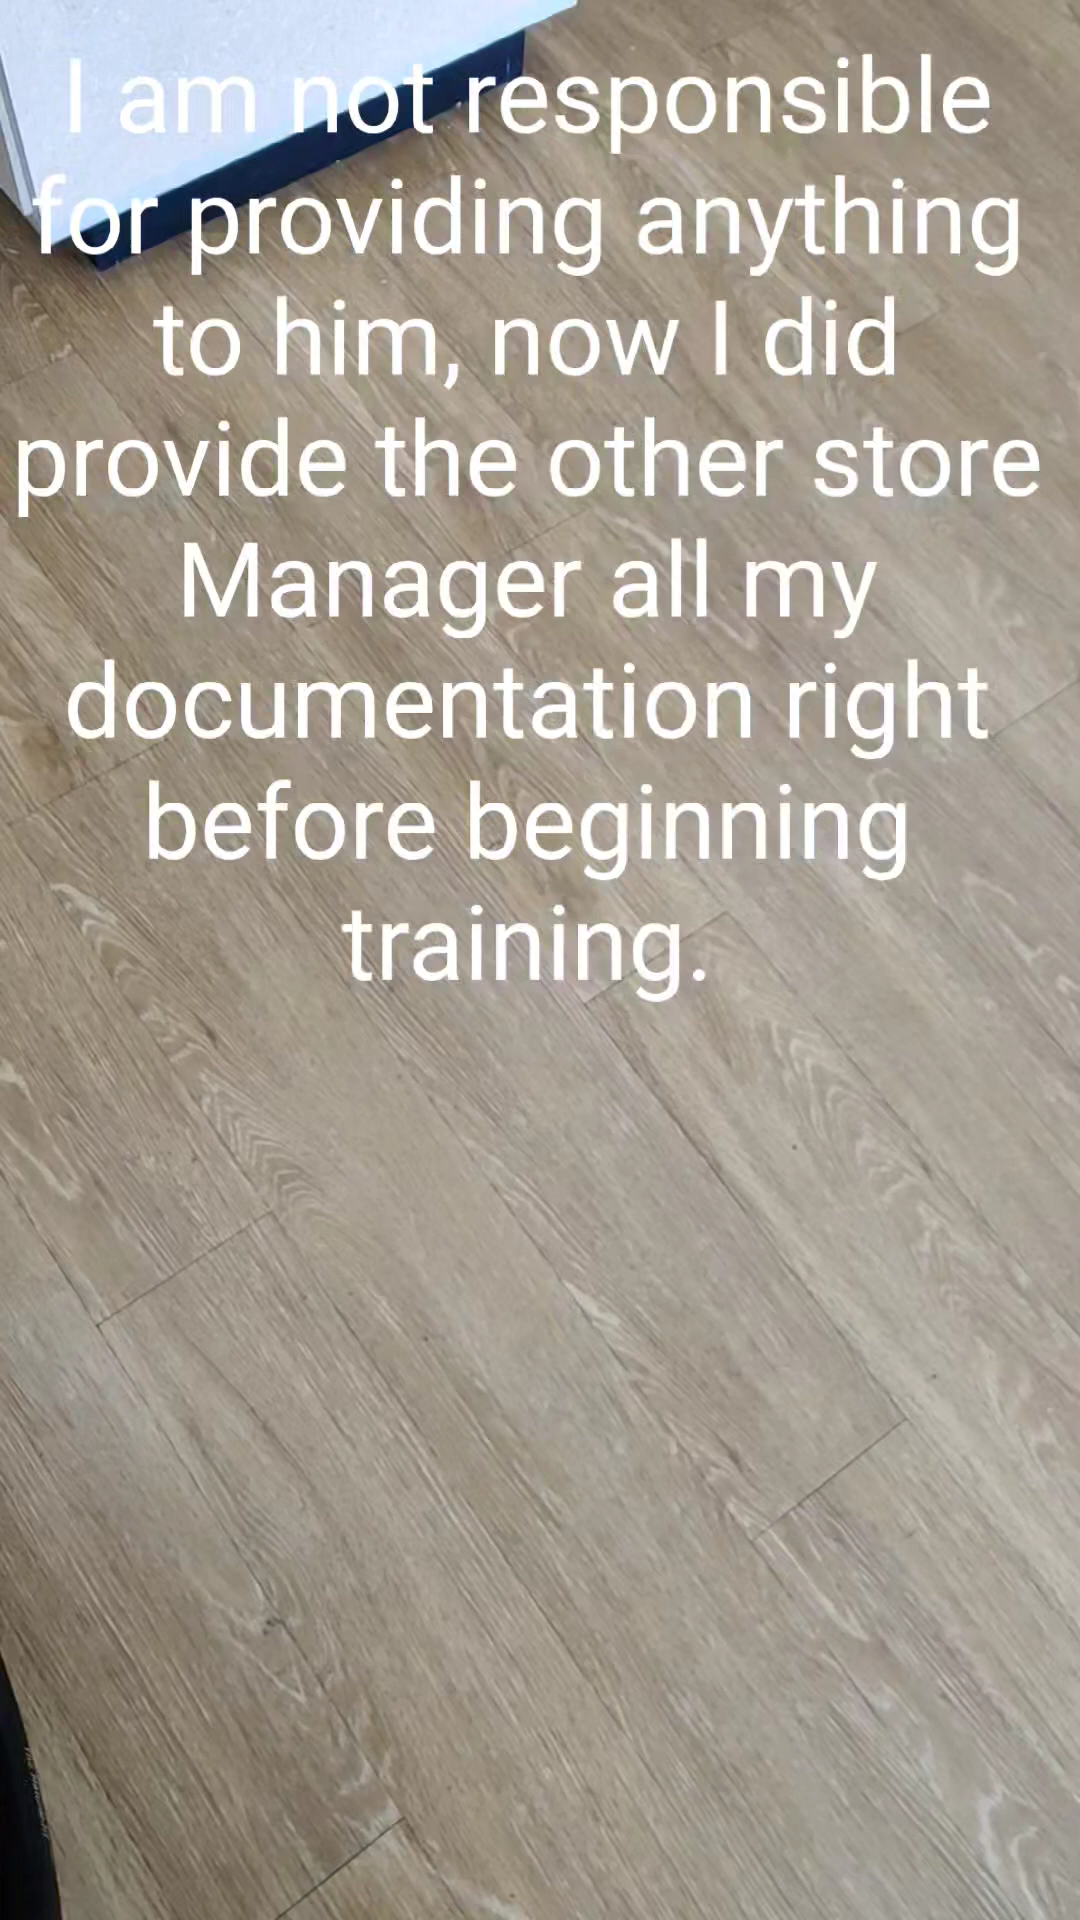 I am not responsible
for providing anything
to him, now I did
provide the other store
Manager all my
documentation right
before beginning
training.